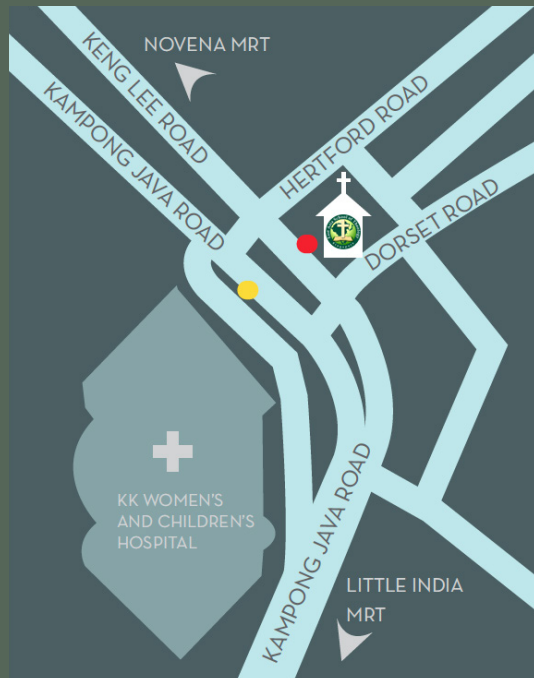 NOVENA MRT
KENG LEE ROAD
KAMPONG JAVA ROAD
HERTFORD ROAD
DORSET ROAD
KK WOMEN'S
AND CHILDREN'S
HOSPITAL
KAMPONG JAVA ROAD
LITTLE INDIA
MRT